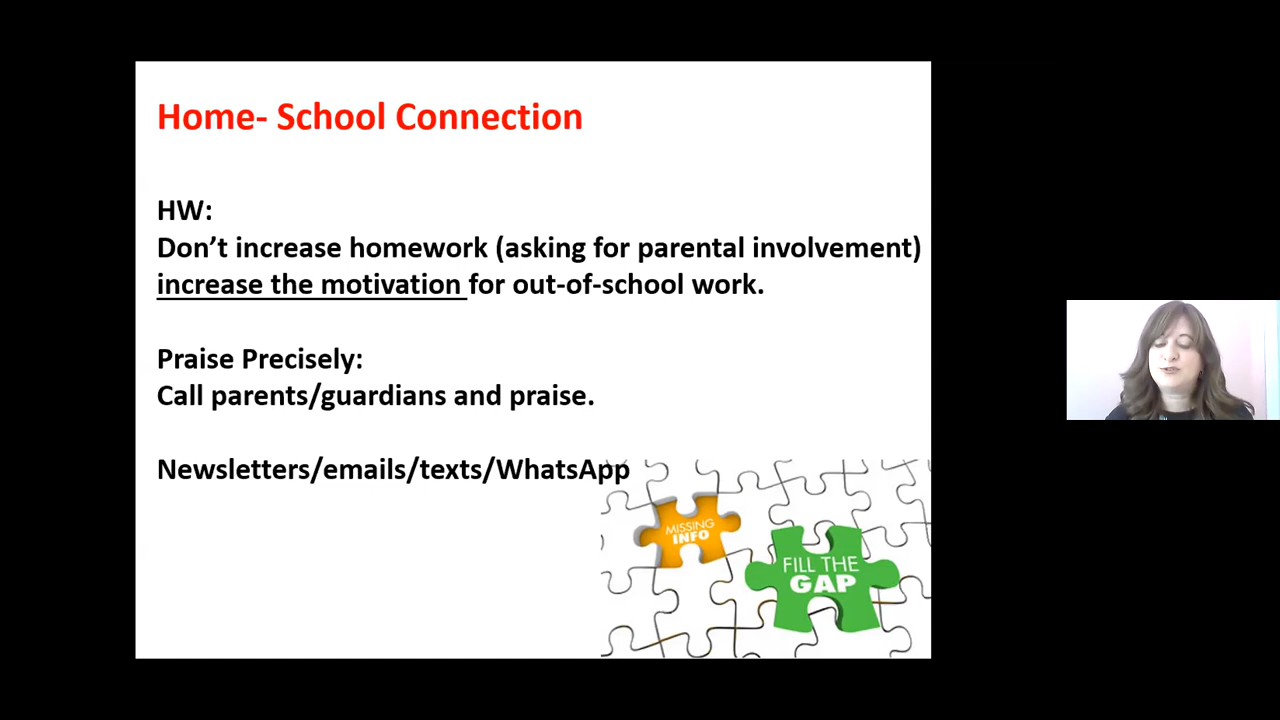 Home- School Connection
HW:
Don’t increase homework (asking for parental involvement)
increase the motivation for out-of-school work.
Praise Precisely:
Call parents/guardians and praise.
Newsletters/emails/texts/WhatsApp
MISSING
INFO
FILL THE
GAP